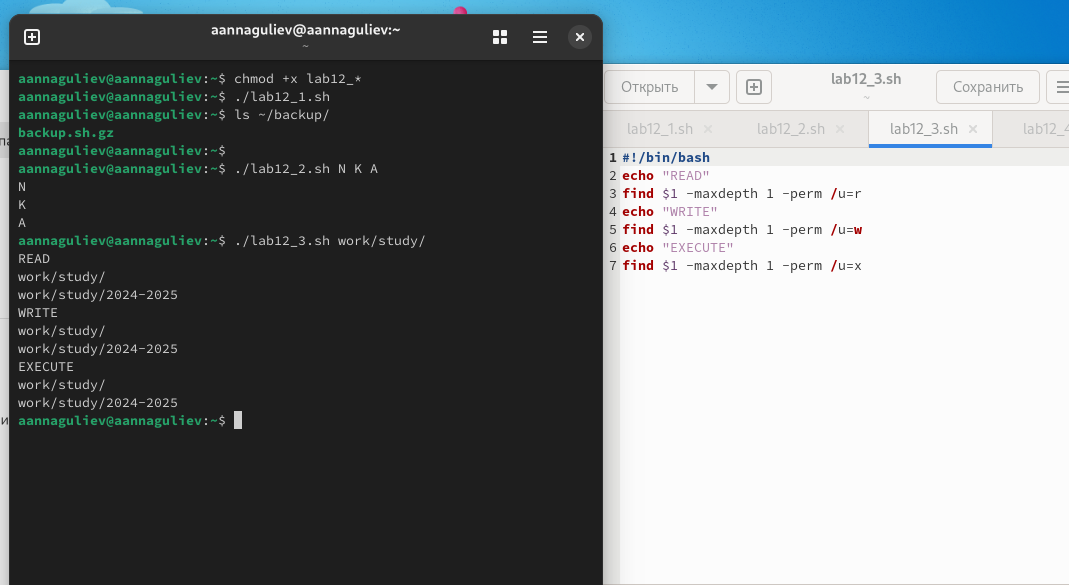 aannaguliev@aannaguliev:~
~
aannaguliev@aannaguliev:~$ chmod +x lab12_*
aannaguliev@aannaguliev:~$ ./lab12_1.sh
aannaguliev@aannaguliev:~$ ls ~/backup/
backup.sh.gz
aannaguliev@aannaguliev:~$
aannaguliev@aannaguliev:~$ ./lab12_2.sh N K A
N
K
A
aannaguliev@aannaguliev:~$ ./lab12_3.sh work/study/
READ
work/study/
work/study/2024-2025
WRITE
work/study/
work/study/2024-2025
EXECUTE
work/study/
work/study/2024-2025
aannaguliev@aannaguliev:~$
Открыть
lab12_3.sh
~
Сохранить
lab12_1.sh × lab12_2.sh × lab12_3.sh × lab12_4
1 #!/bin/bash
2 echo "READ"
3 find $1 -maxdepth 1 -perm /u=r
4 echo "WRITE"
5 find $1 -maxdepth 1 -perm /u=w
6 echo "EXECUTE"
7 find $1 -maxdepth 1 -perm /u=x